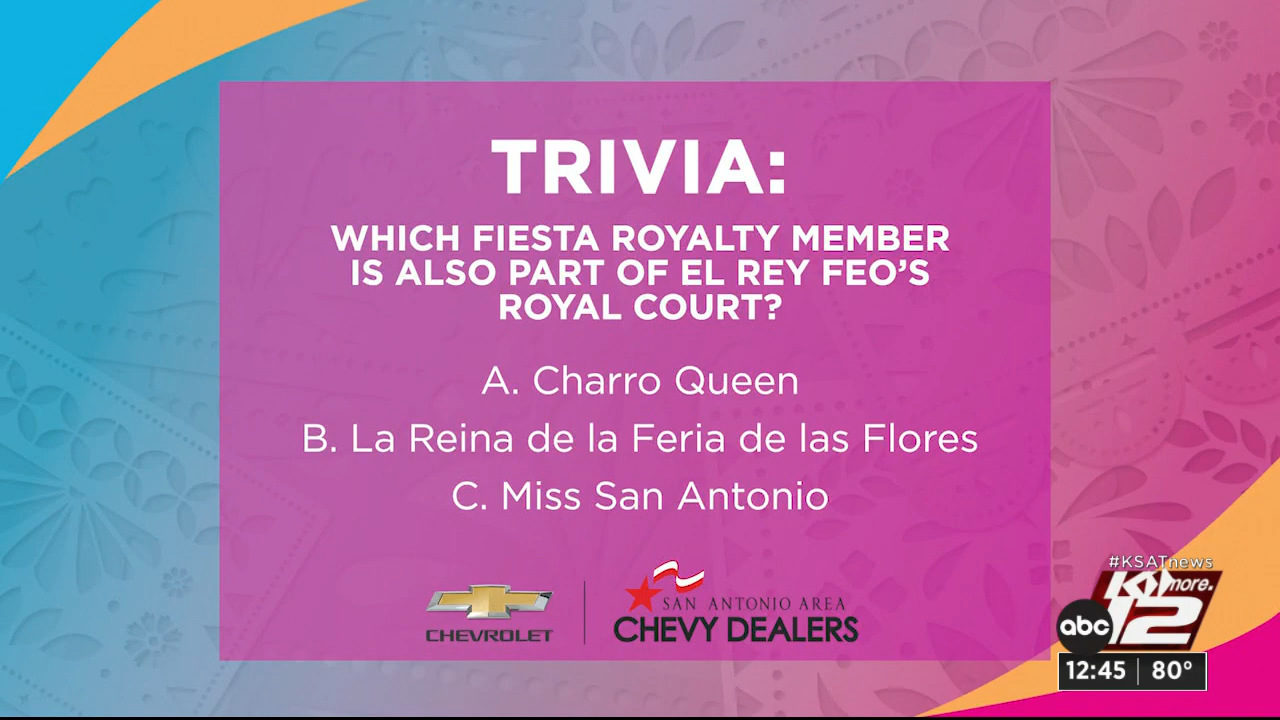 TRIVIA:
WHICH FIESTA ROYALTY MEMBER
IS ALSO PART OF EL REY FEO'S
ROYAL COURT?
A. Charro Queen
B. La Reina de la Feria de las Flores
C. Miss San Antonio
CHEVROLET
SAN ANTONIO AREA
CHEVY DEALERS
#KSATnews
more.
abc 12
12:45 80°